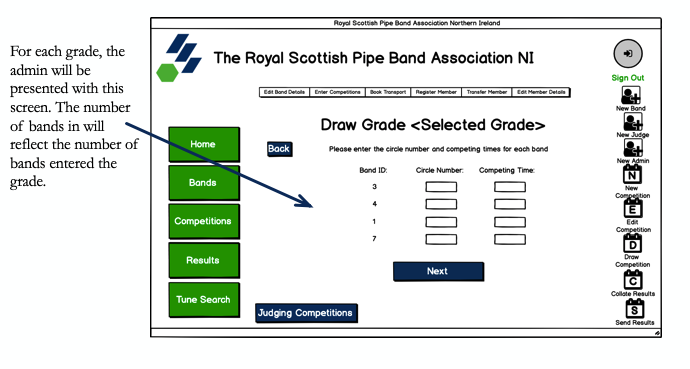 Royal Scottish Pipe Band Association Northern Ireland
For each grade, the
admin will be
presented with this
screen. The number
of bands in will
reflect the number of
bands entered the
grade.
The Royal Scottish Pipe Band Association NI
Sign Out
Edit Band Details Enter Competitions Book Transport Register Member Transfer Member Edit Member Details
New Band
New Judge
New Admin
N
New
Competition
E
Edit
Competition
D
Draw
Competition
C
Collate Results
S
Send Results
Home
Bands
Competitions
Results
Tune Search
Back
Draw Grade <Selected Grade>
Please enter the circle number and competing times for each band
Band ID: Circle Number: Competing Time:
3
4
1
7
Next
Judging Competitions